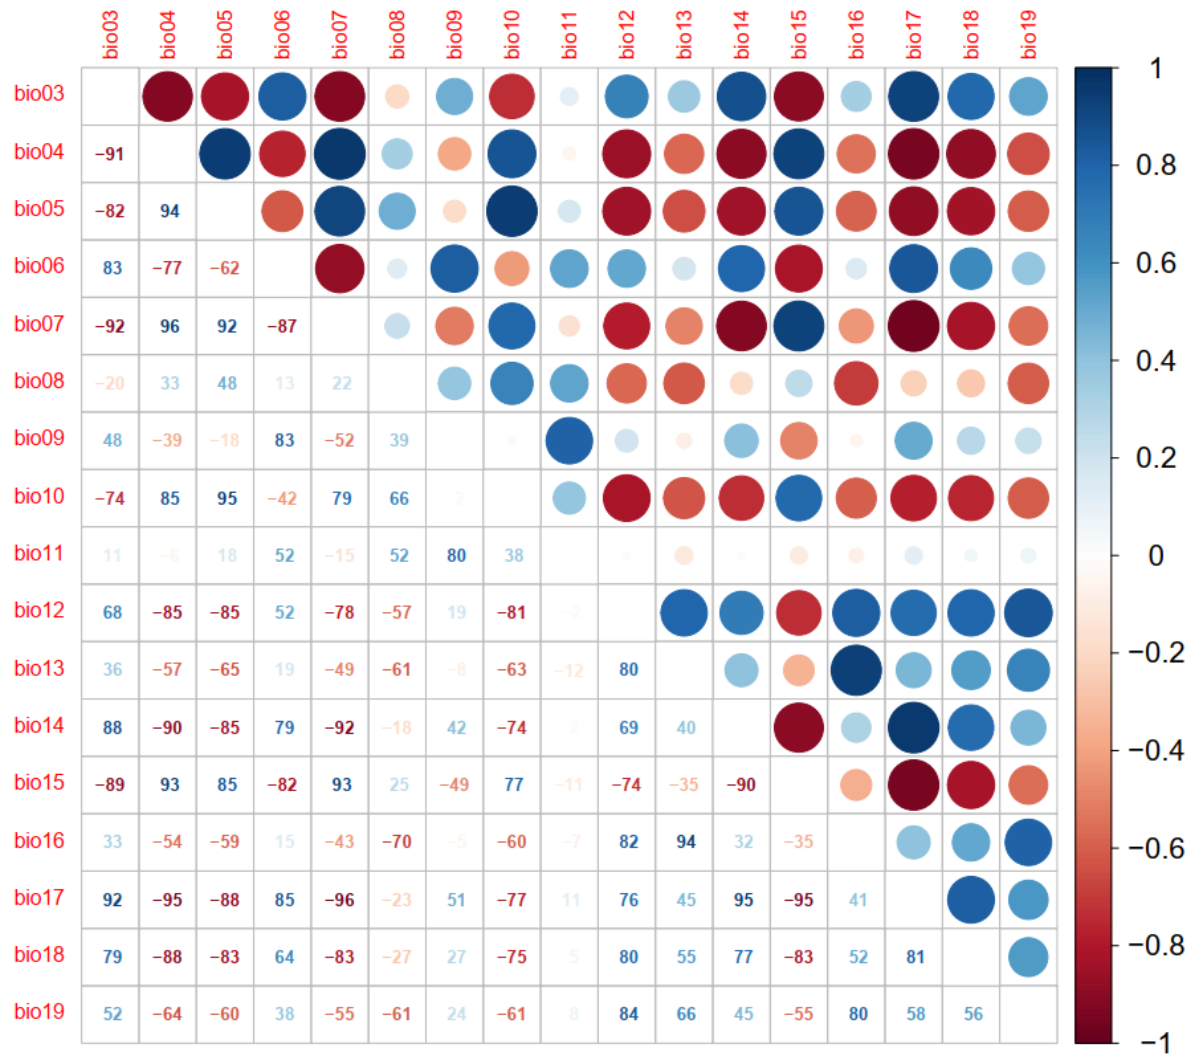 bio03 bio04 bio05 bio06 bio07 bio08 bio09 bio10 bio11 bio12 bio13 bio14 bio15 bio16 bio17 bio18 bio19
bio03
bio04 −91
bio05 −82 94
bio06 83 −77 −62
bio07 −92 96 92 −87
bio08 −20 33 48 13 22
bio09 48 −39 −18 83 −52 39
bio10 −74 85 95 −42 79 66 2
bio11 11 −6 18 52 −15 52 80 38
bio12 68 −85 −85 52 −78 −57 19 −81 −2
bio13 36 −57 −65 19 −49 −61 −8 −63 −12 80
bio14 88 −90 −85 79 −92 −18 42 −74 2 69 40
bio15 −89 93 85 −82 93 25 −49 77 −11 −74 −35 −90
bio16 33 −54 −59 15 −43 −70 −5 −60 −7 82 94 32 −35
bio17 92 −95 −88 85 −96 −23 51 −77 11 76 45 95 −95 41
bio18 79 −88 −83 64 −83 −27 27 −75 5 80 55 77 −83 52 81
bio19 52 −64 −60 38 −55 −61 24 −61 8 84 66 45 −55 80 58 56
1
0.8
0.6
0.4
0.2
0
−0.2
−0.4
−0.6
−0.8
−1